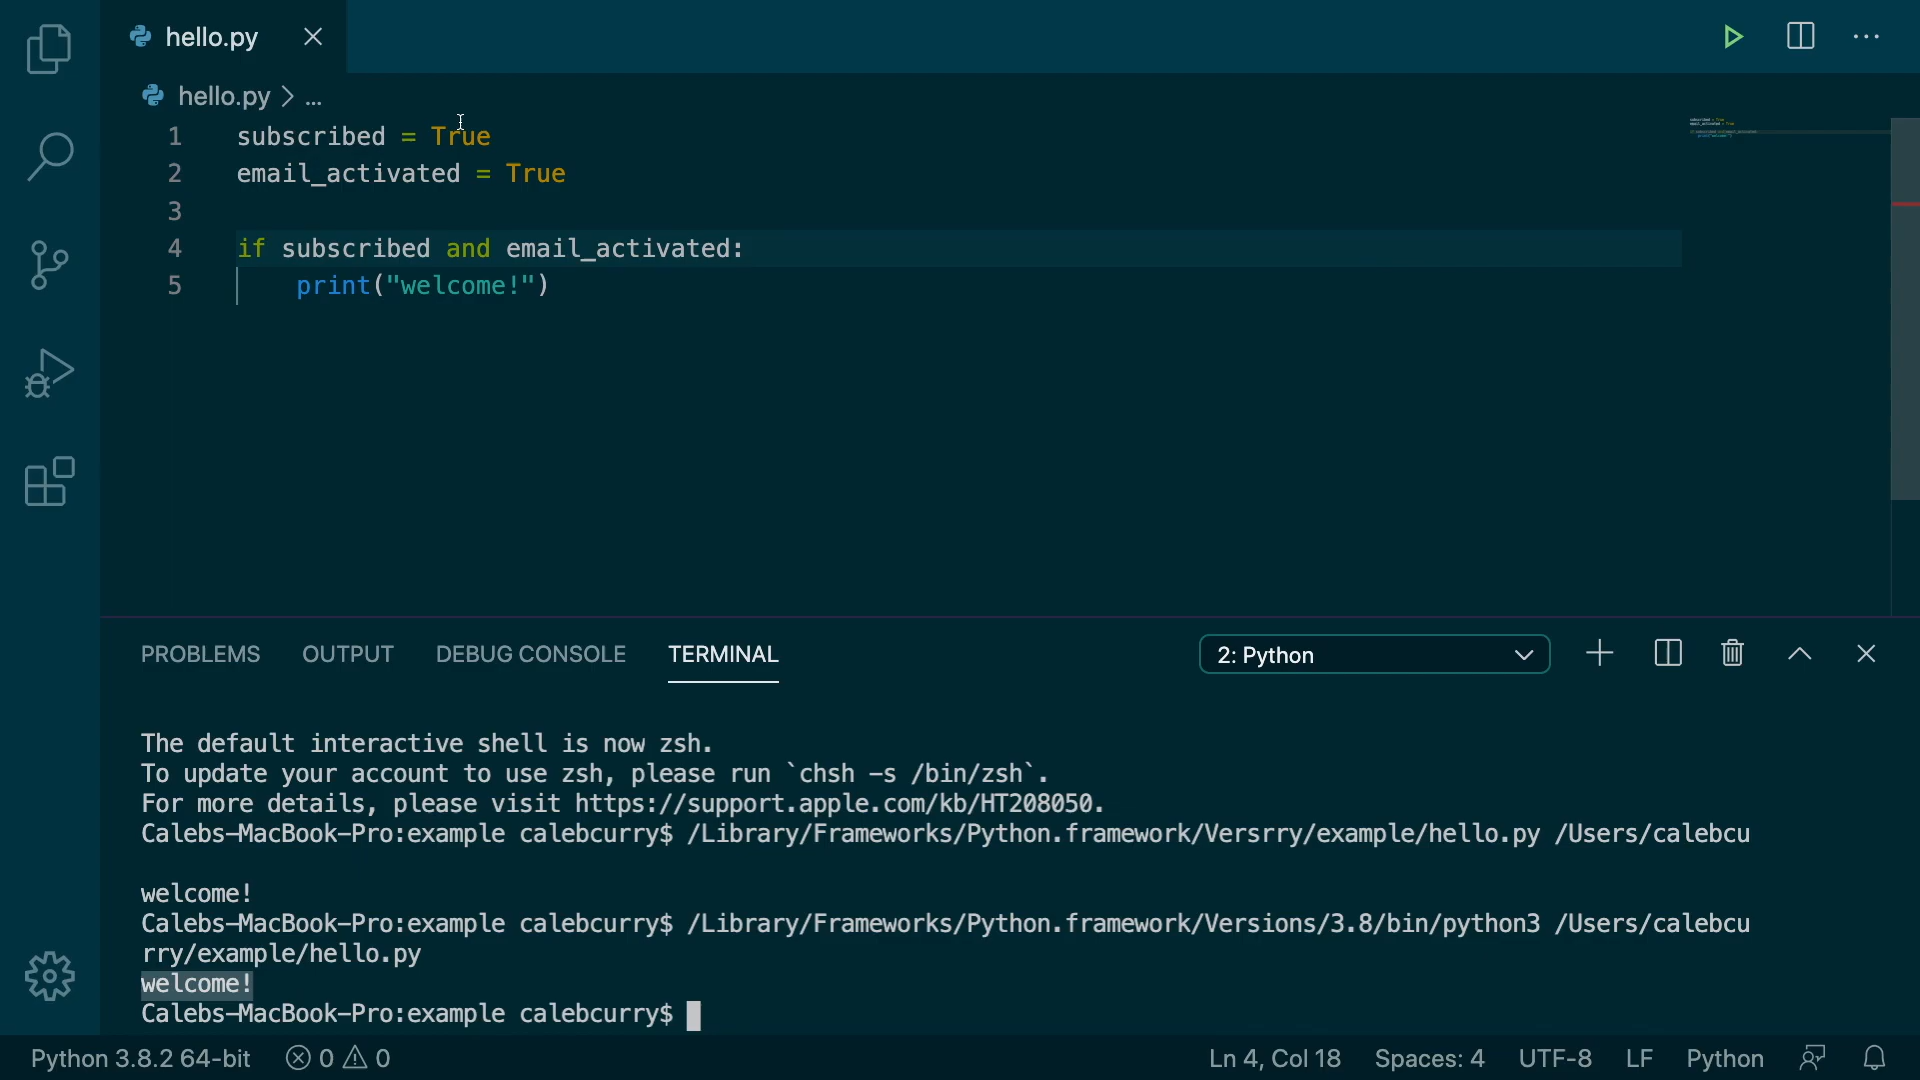 hello.py
hello.py > ...
1 subscribed = True
2 email_activated = True
3
4 if subscribed and email_activated:
5 print("welcome!")
PROBLEMS OUTPUT DEBUG CONSOLE TERMINAL 2: Python
The default interactive shell is now zsh.
To update your account to use zsh, please run `chsh -s /bin/zsh`.
For more details, please visit https://support.apple.com/kb/HT208050.
Calebs-MacBook-Pro:example calebcurry$ /Library/Frameworks/Python.framework/Versrry/example/hello.py /Users/calebcu
welcome!
Calebs-MacBook-Pro:example calebcurry$ /Library/Frameworks/Python.framework/Versions/3.8/bin/python3 /Users/calebcu
rry/example/hello.py
welcome!
Calebs-MacBook-Pro:example calebcurry$
Python 3.8.2 64-bit 0 0 Ln 4, Col 18 Spaces: 4 UTF-8 LF Python